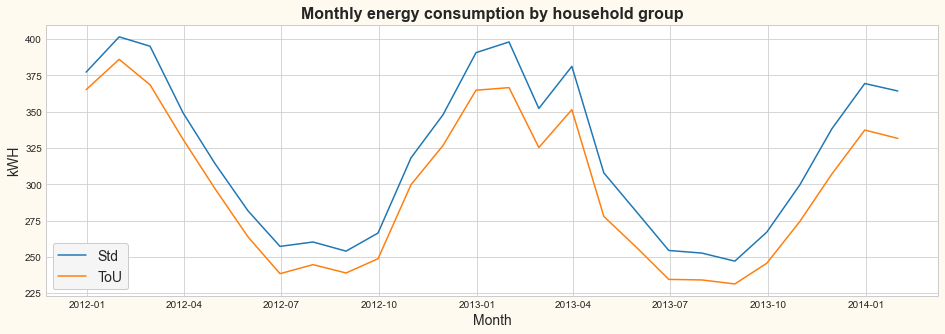 Monthly energy consumption by household group
kWH
400
375
350
325
300
275
250
225
Std
ToU
2012-01 2012-04 2012-07 2012-10 2013-01 2013-04 2013-07 2013-10 2014-01
Month